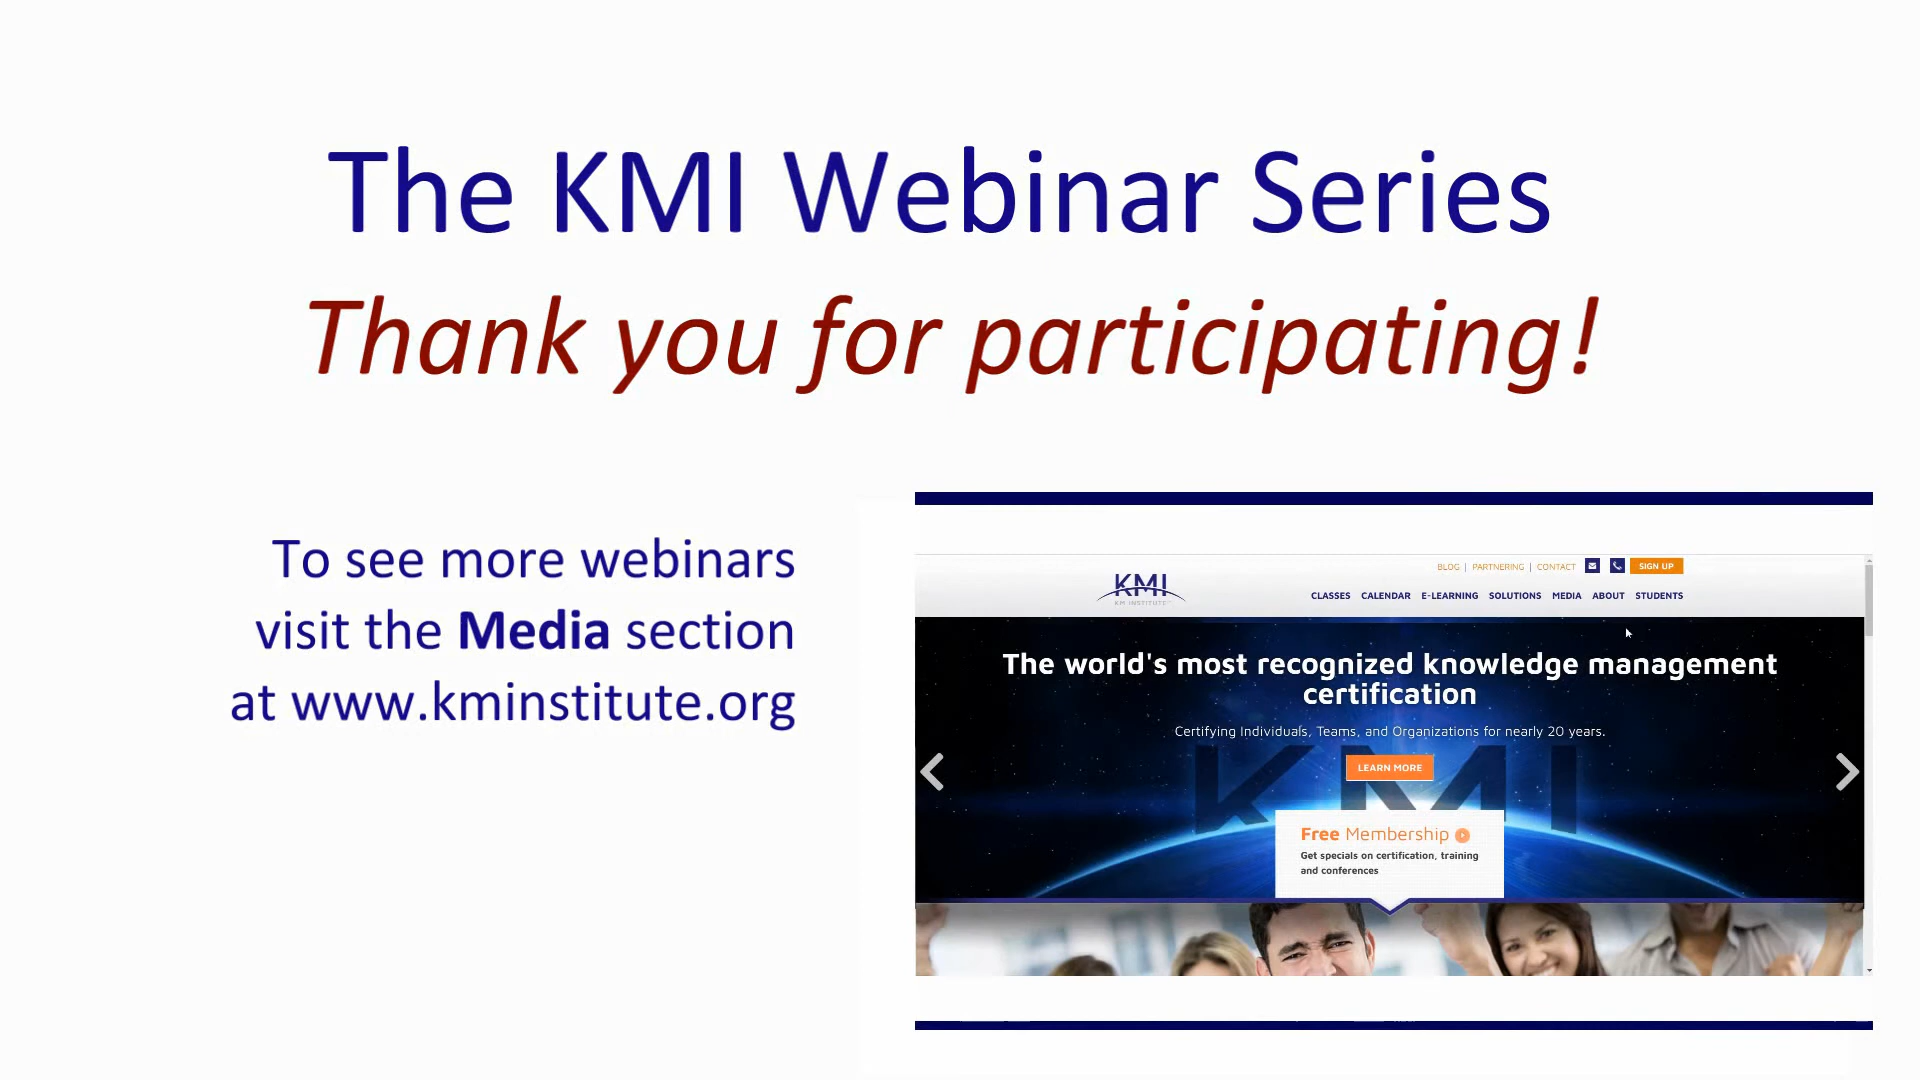 The KMI Webinar Series
Thank you for participating!
To see more webinars
visit the Media section
at www.kminstitute.org
BLOG | PARTNERING | CONTACT
SIGN UP
KMI
KM INSTITUTE
CLASSES CALENDAR E-LEARNING SOLUTIONS MEDIA ABOUT STUDENTS
The world's most recognized knowledge management
certification
Certifying Individuals, Teams, and Organizations for nearly 20 years.
LEARN MORE
KMI
Free Membership
Get specials on certification, training
and conferences